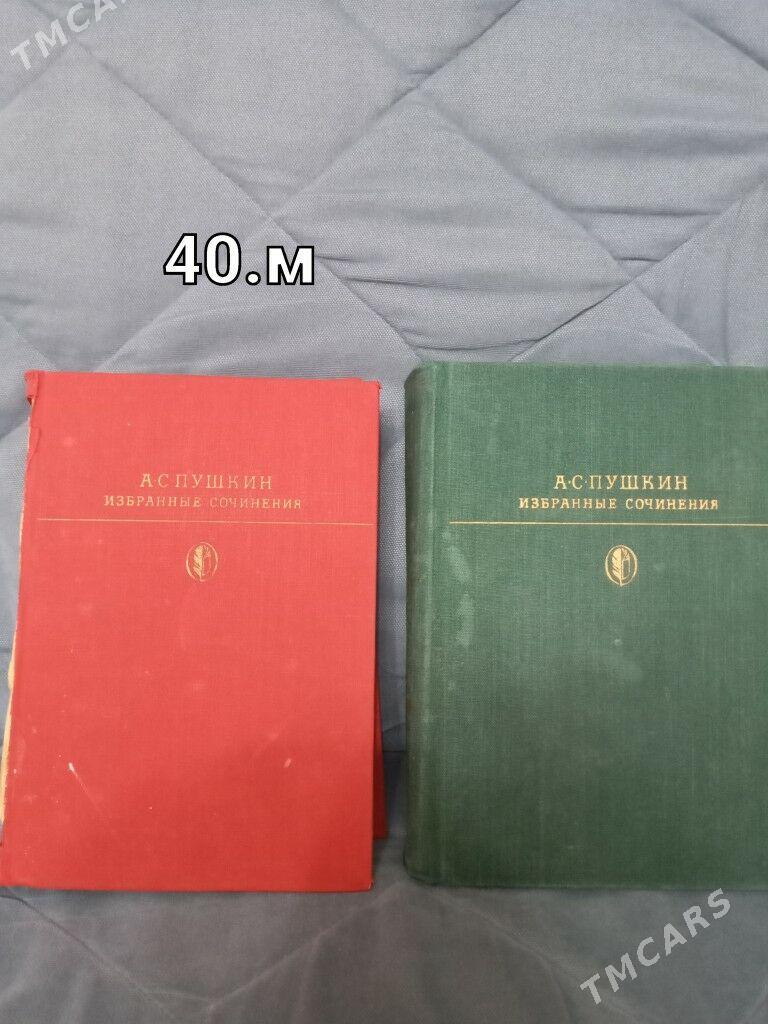 TMCARS
40.м
А·С ПУШКИН
ИЗБРАННЫЕ СОЧИНЕНИЯ
А·С·ПУШКИН
ИЗБРАННЫЕ СОЧИНЕНИЯ
TMCARS